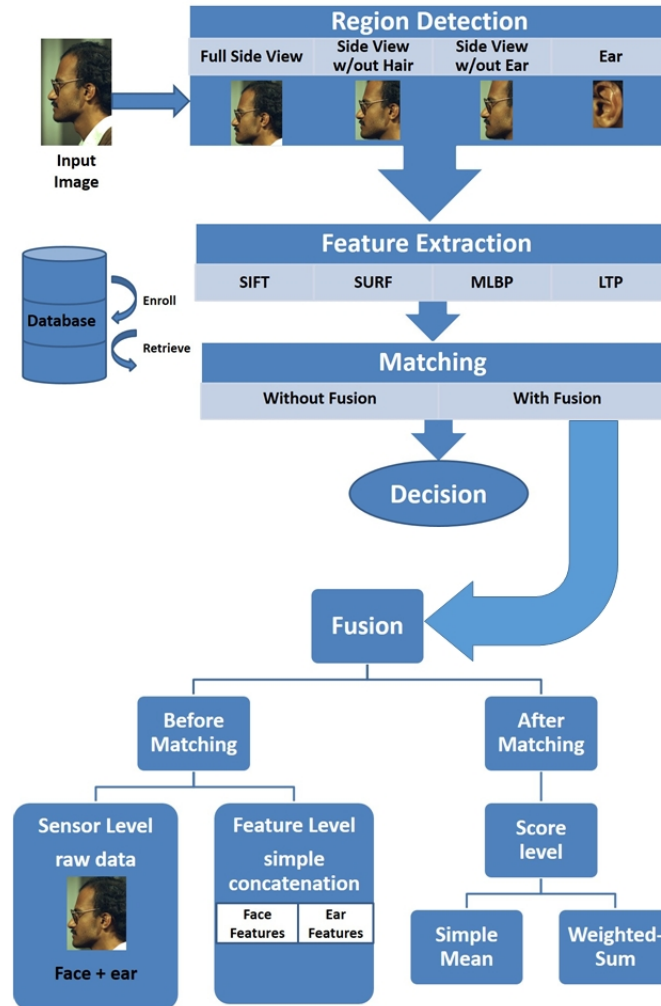 Region Detection
Full Side View
Side View
w/out Hair
Side View
w/out Ear
Ear
Input
Image
Feature Extraction
SIFT
SURF
MLBP
LTP
Database
Enroll
Retrieve
Matching
Without Fusion
With Fusion
Decision
Fusion
Before
Matching
After
Matching
Sensor Level
raw data
Face + ear
Feature Level
simple
concatenation
Face
Features
Ear
Features
Score
level
Simple
Mean
Weighted-
Sum